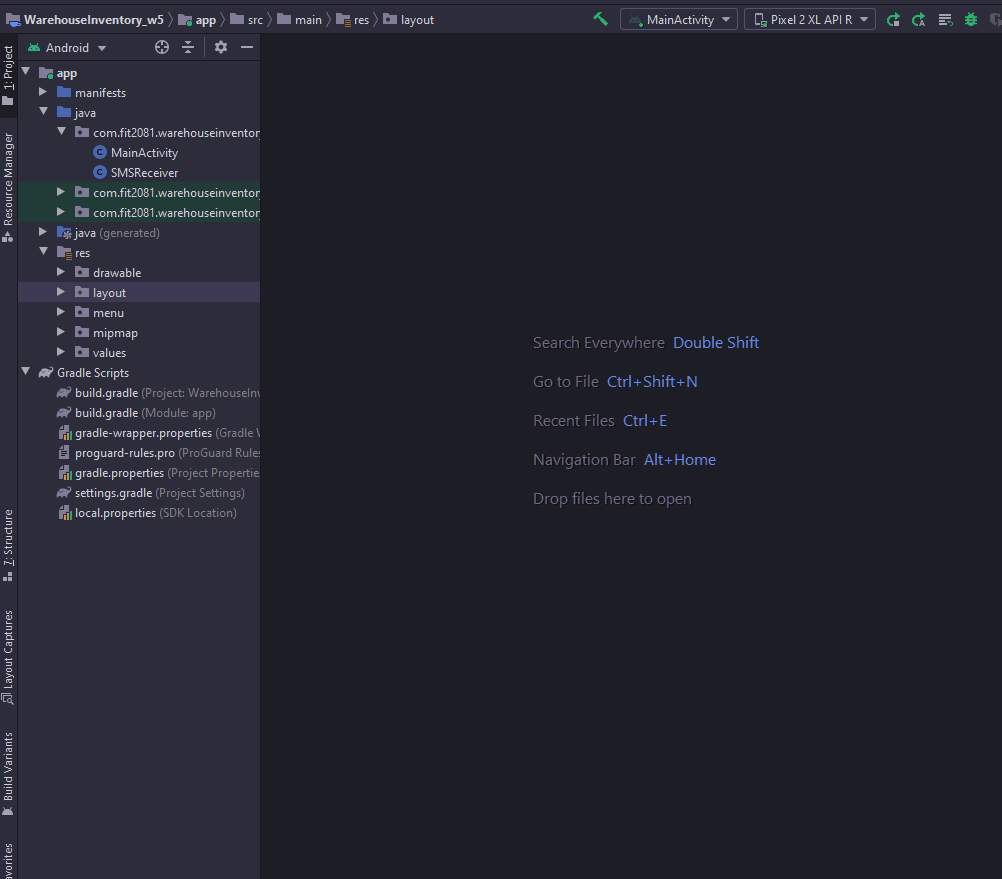 WarehouseInventory_w5 app src main res layout MainActivity Pixel 2 XL API R
Android
1: Project
Resource Manager
7: Structure
Layout Captures
Build Variants
avorites
app
manifests
java
com.fit2081.warehouseinventory
MainActivity
SMSReceiver
com.fit2081.warehouseinventor
com.fit2081.warehouseinventor
java (generated)
res
drawable
layout
menu
mipmap
values
Gradle Scripts
build.gradle (Project: WarehouseInv
build.gradle (Module: app)
gradle-wrapper.properties (Gradle V
proguard-rules.pro (ProGuard Rules
gradle.properties (Project Propertie
settings.gradle (Project Settings)
local.properties (SDK Location)
Search Everywhere Double Shift
Go to File Ctrl+Shift+N
Recent Files Ctrl+E
Navigation Bar Alt+Home
Drop files here to open